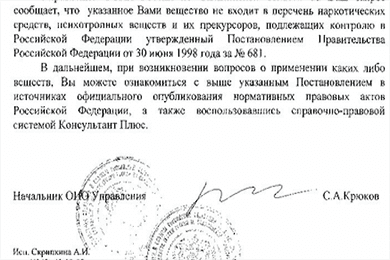 сообщает, что указанное Вами вещество не входит в перечень наркотических
средств, психотропных веществ и их прекурсоров, подлежащих контролю в
Российской Федерации утвержденный Постановлением Правительства
Российской Федерации от 30 июня 1998 года за № 681.
В дальнейшем, при возникновении вопросов о применении каких либо
веществ, Вы можете ознакомиться с выше указанным Постановлением в
источниках официального опубликования нормативных правовых актов
Российской Федерации, а также воспользовавшись справочно-правовой
системой Консультант Плюс.
Начальник Управления
С.А.Крюков
Исп. Скрипкина А.И.